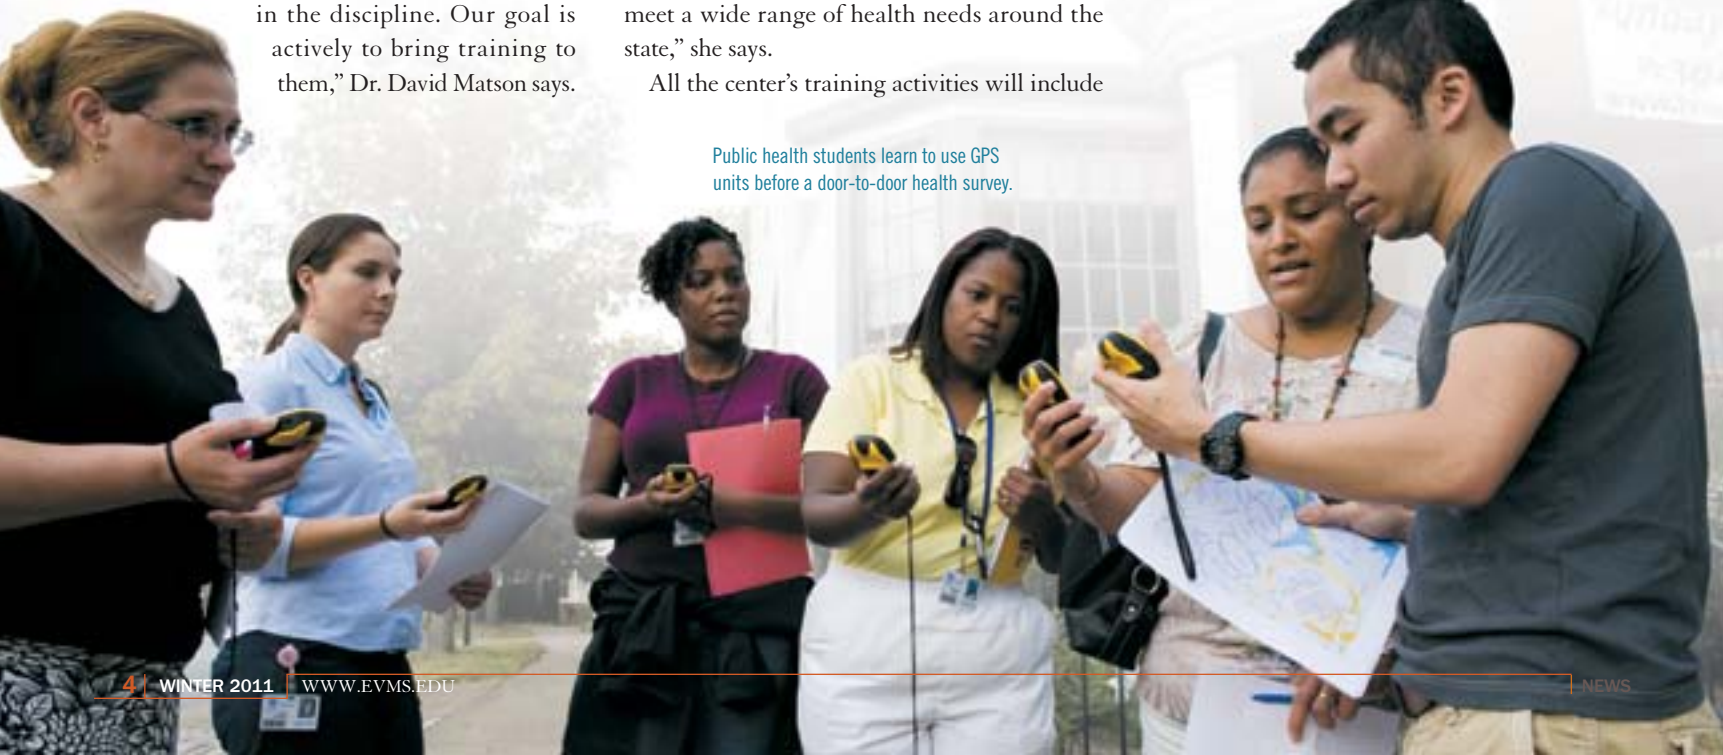 in the discipline. Our goal is
actively to bring training to
them,” Dr. David Matson says.
meet a wide range of health needs around the
state,” she says.
All the center’s training activities will include
Public health students learn to use GPS
units before a door-to-door health survey.
4 | WINTER 2011 | WWW.EVMS.EDU
NEWS